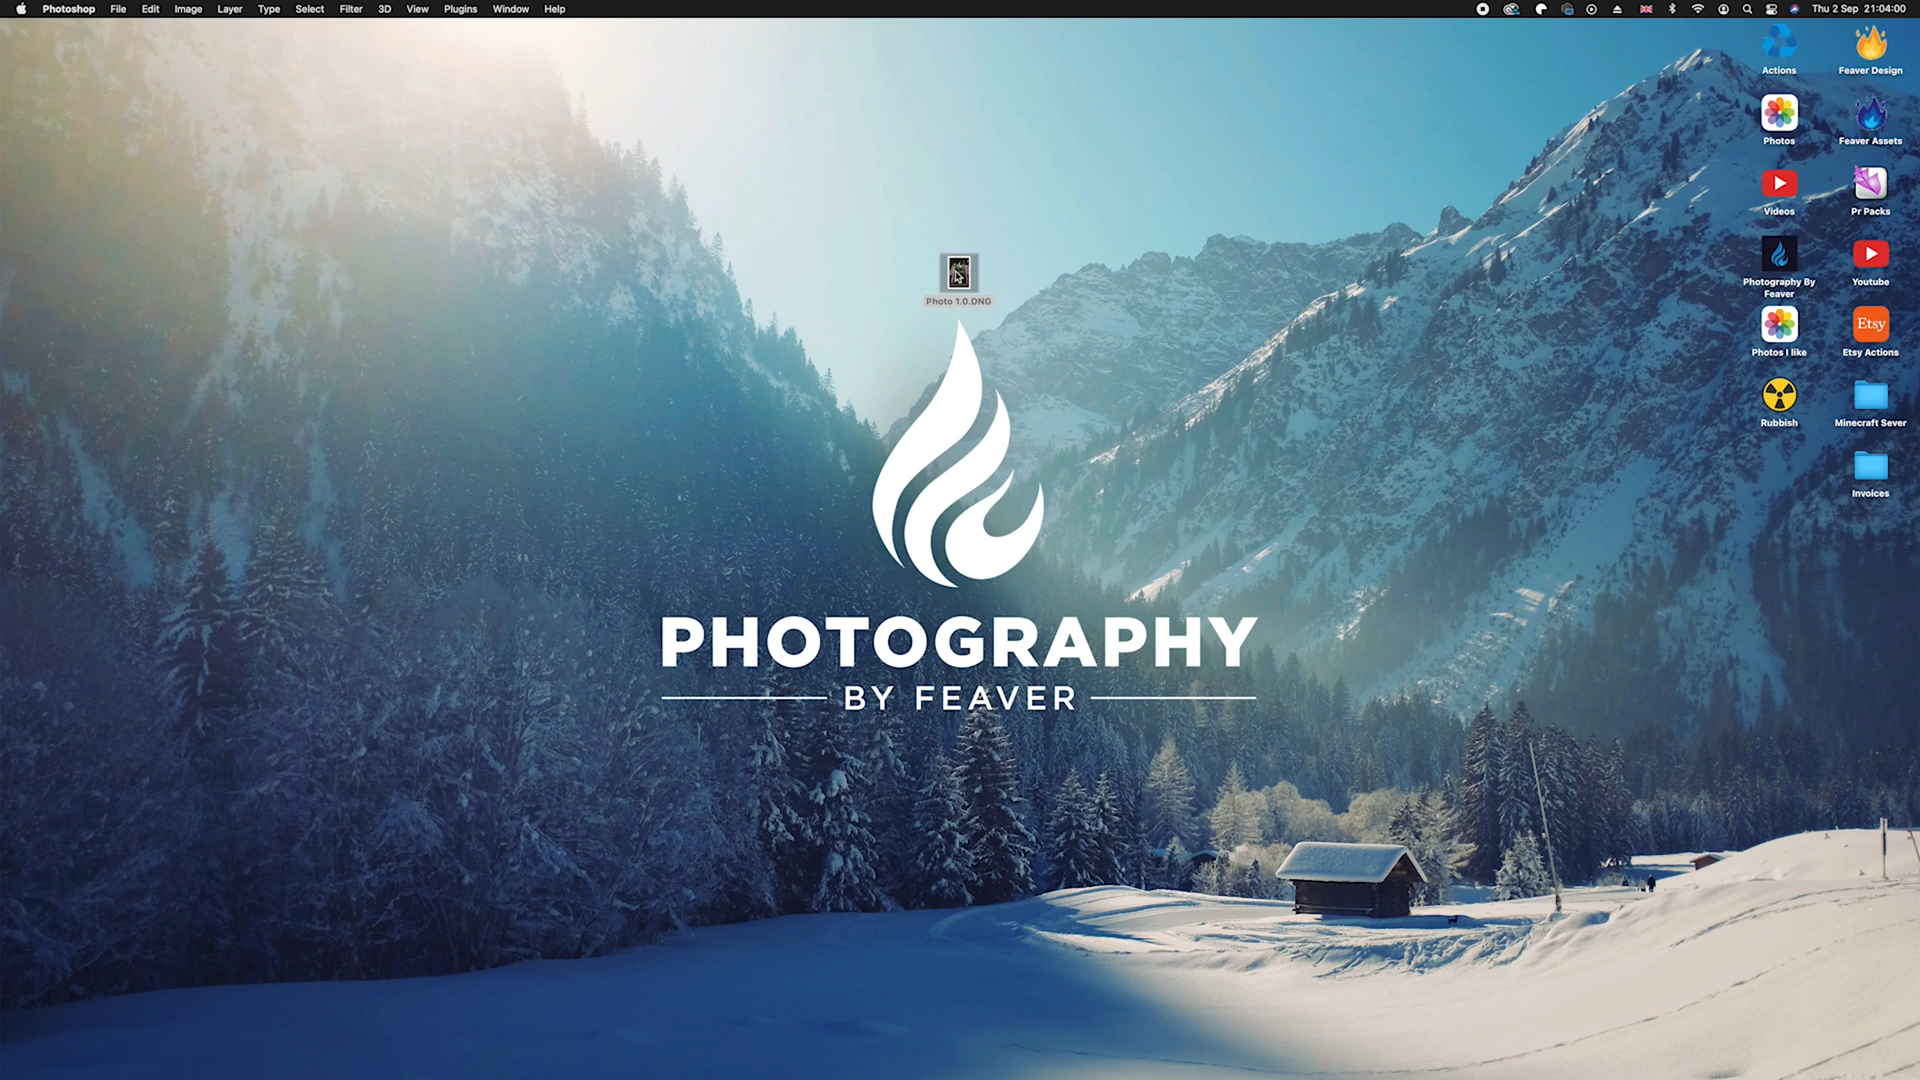 Photoshop File Edit Image Layer Type Select Filter 3D View Plugins Window Help
Thu 2 Sep 21:04:00
Actions
Feaver Design
Photos
Feaver Assets
Videos
Pr Packs
Photography By
Feaver
Youtube
Photos I like
Etsy
Etsy Actions
Rubbish
Minecraft Sever
Invoices
Photo 1.0.DNG
PHOTOGRAPHY
BY FEAVER